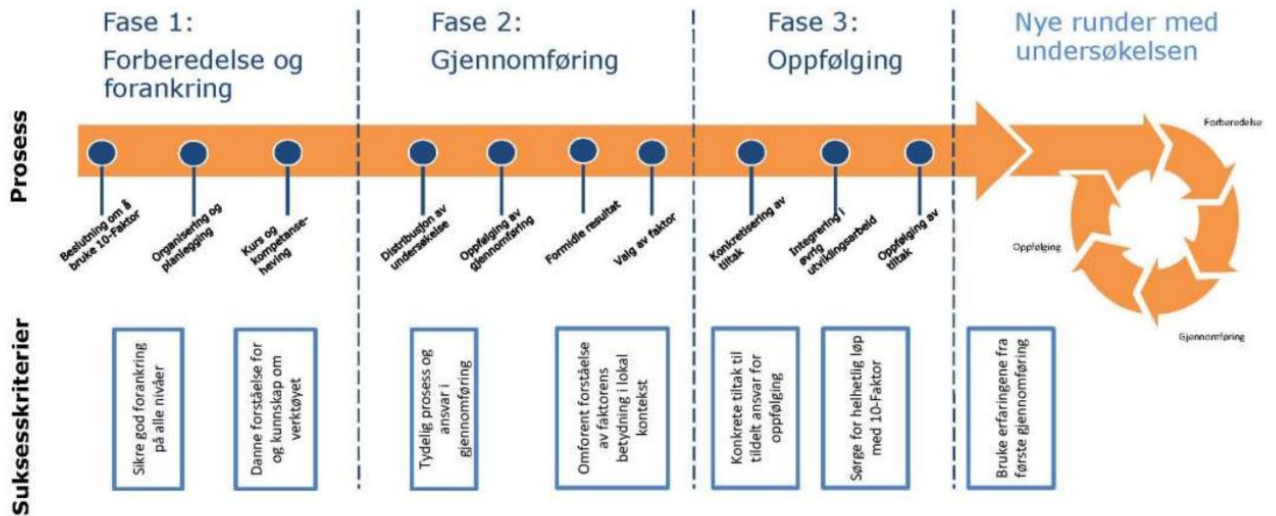 Fase 1:
Forberedelse og
forankring
Fase 2:
Gjennomføring
Fase 3:
Oppfølging
Nye runder med
undersøkelsen
Prosess
Beslutning om å
bruke 10-Faktor
Organisering og
planlegging
Kurs og
kompetanse-
heving
Distribusjon av
undersøkelse
Oppfølging av
gjennomføring
Formidle resultat
Valg av faktor
Konkretisering av
tiltak
Integrering i
øvrig
utviklingsarbeid
Oppfølging av
tiltak
Forberedelse
Oppfølging
Gjennomføring
Suksesskriterier
Sikre god forankring
på alle nivåer
Danne forståelse for
og kunnskap om
verktøyet
Tydelig prosess og
ansvar i
gjennomføring
Omforent forståelse
av faktorens
betydning i lokal
kontekst
Konkrete tiltak til
tildelt ansvar for
oppfølging
Sørge for helhetlig løp
med 10-Faktor
Bruke erfaringene fra
første gjennomføring